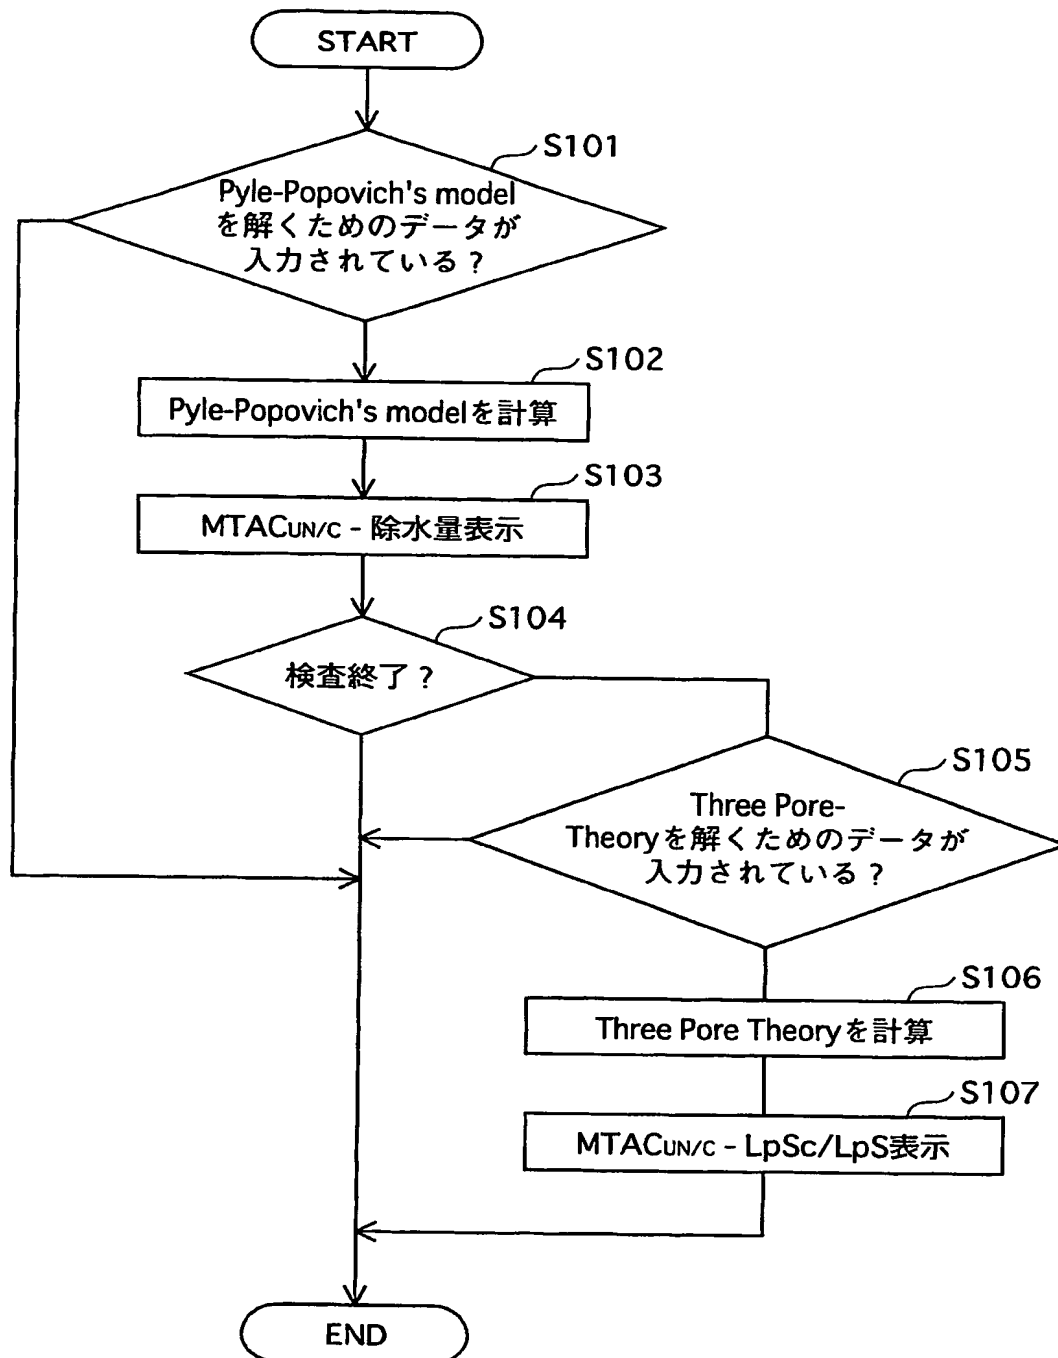 START
S101
Pyle-Popovich's model
を解くためのデータが
入力されている?
S102
Pyle-Popovich's modelを計算
S103
MTACUN/C - 除水量表示
S104
検査終了?
S105
Three Pore-
Theoryを解くためのデータが
入力されている?
S106
Three Pore Theoryを計算
S107
MTACUN/C - LpSc/LpS表示
END